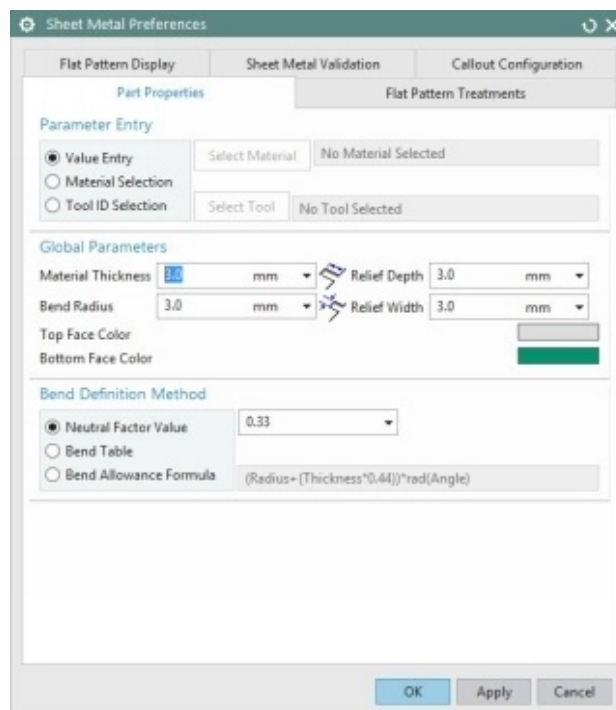 Sheet Metal Preferences
Flat Pattern Display Sheet Metal Validation Callout Configuration
Part Properties Flat Pattern Treatments
Parameter Entry
Value Entry Select Material No Material Selected
Material Selection
Tool ID Selection Select Tool No Tool Selected
Global Parameters
Material Thickness 3.0 mm Relief Depth 3.0 mm
Bend Radius 3.0 mm Relief Width 3.0 mm
Top Face Color
Bottom Face Color
Bend Definition Method
Neutral Factor Value 0.33
Bend Table
Bend Allowance Formula (Radius+(Thickness*0.44))*rad(Angle)
OK Apply Cancel